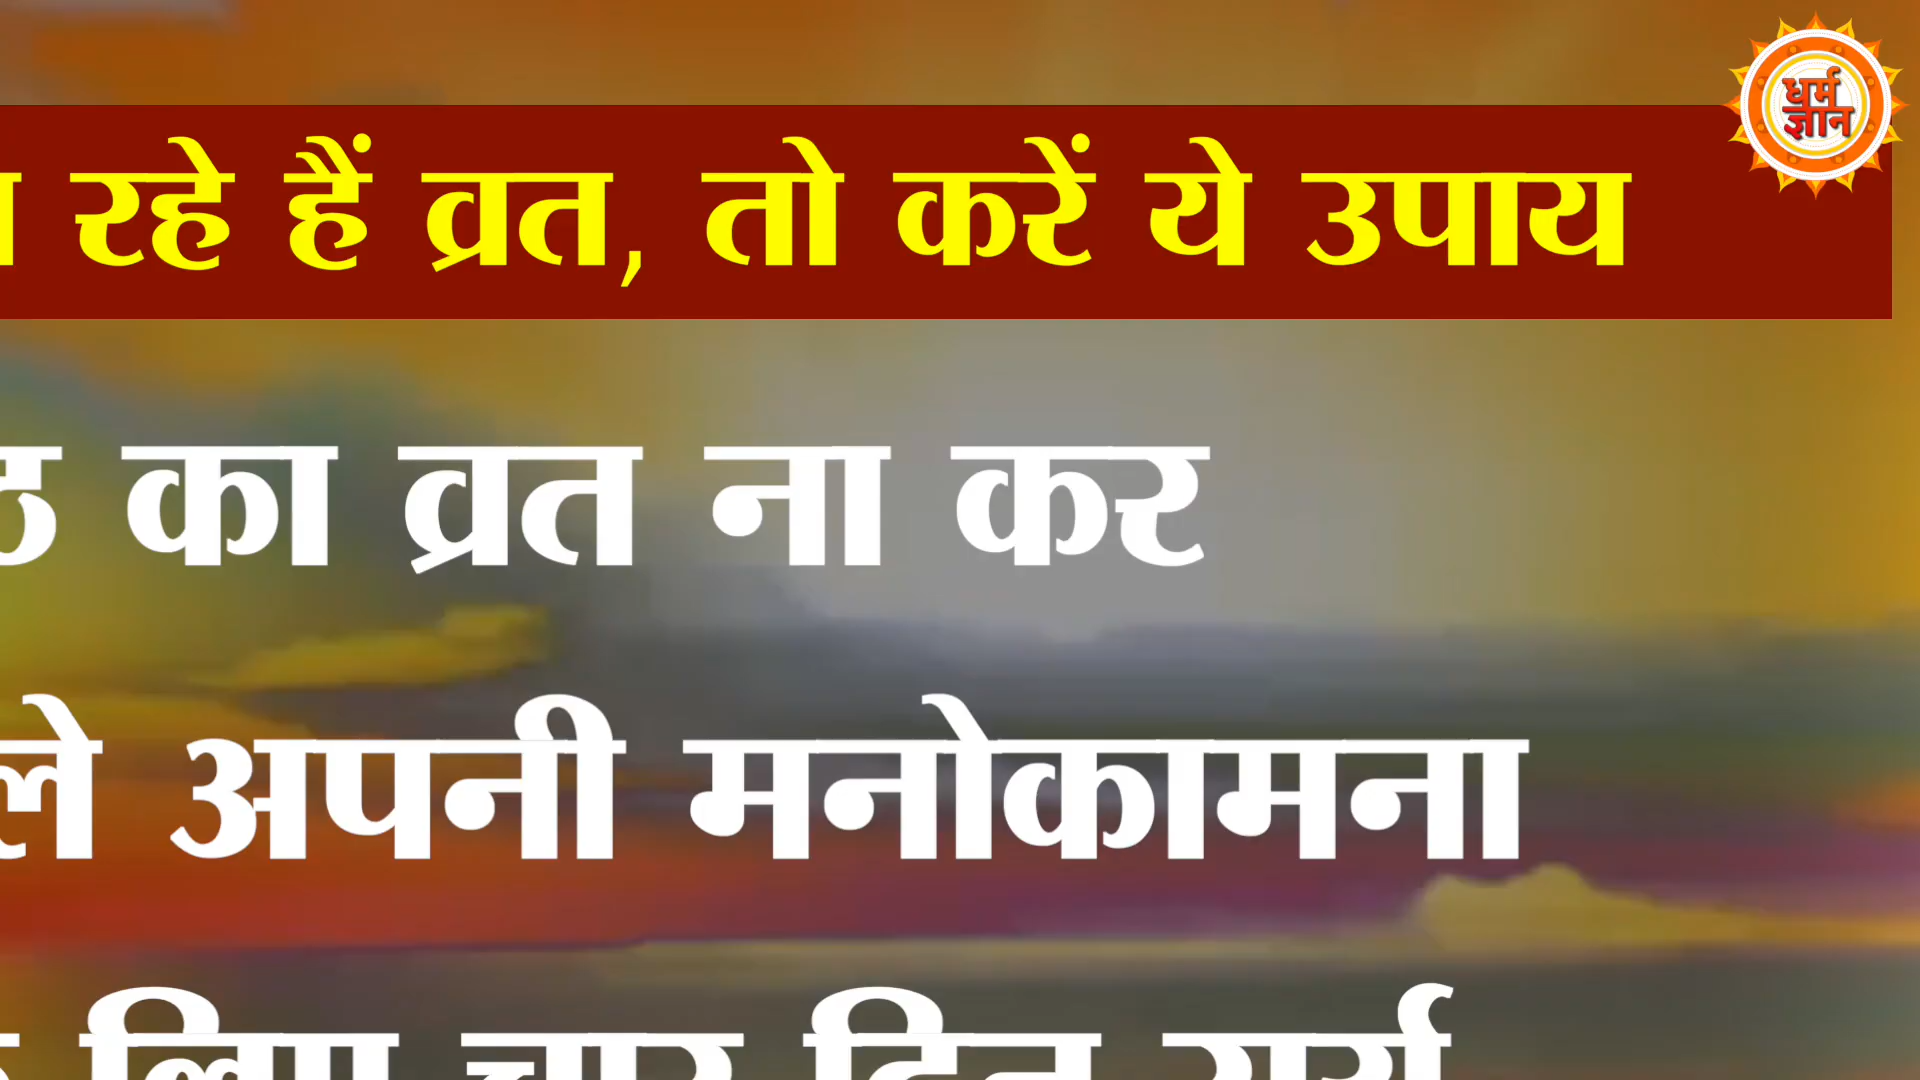 धर्म
ज्ञान
रहे हैं व्रत, तो करें ये उपाय
का व्रत ना कर
अपनी मनोकामना
लिए चार दिन सूर्य